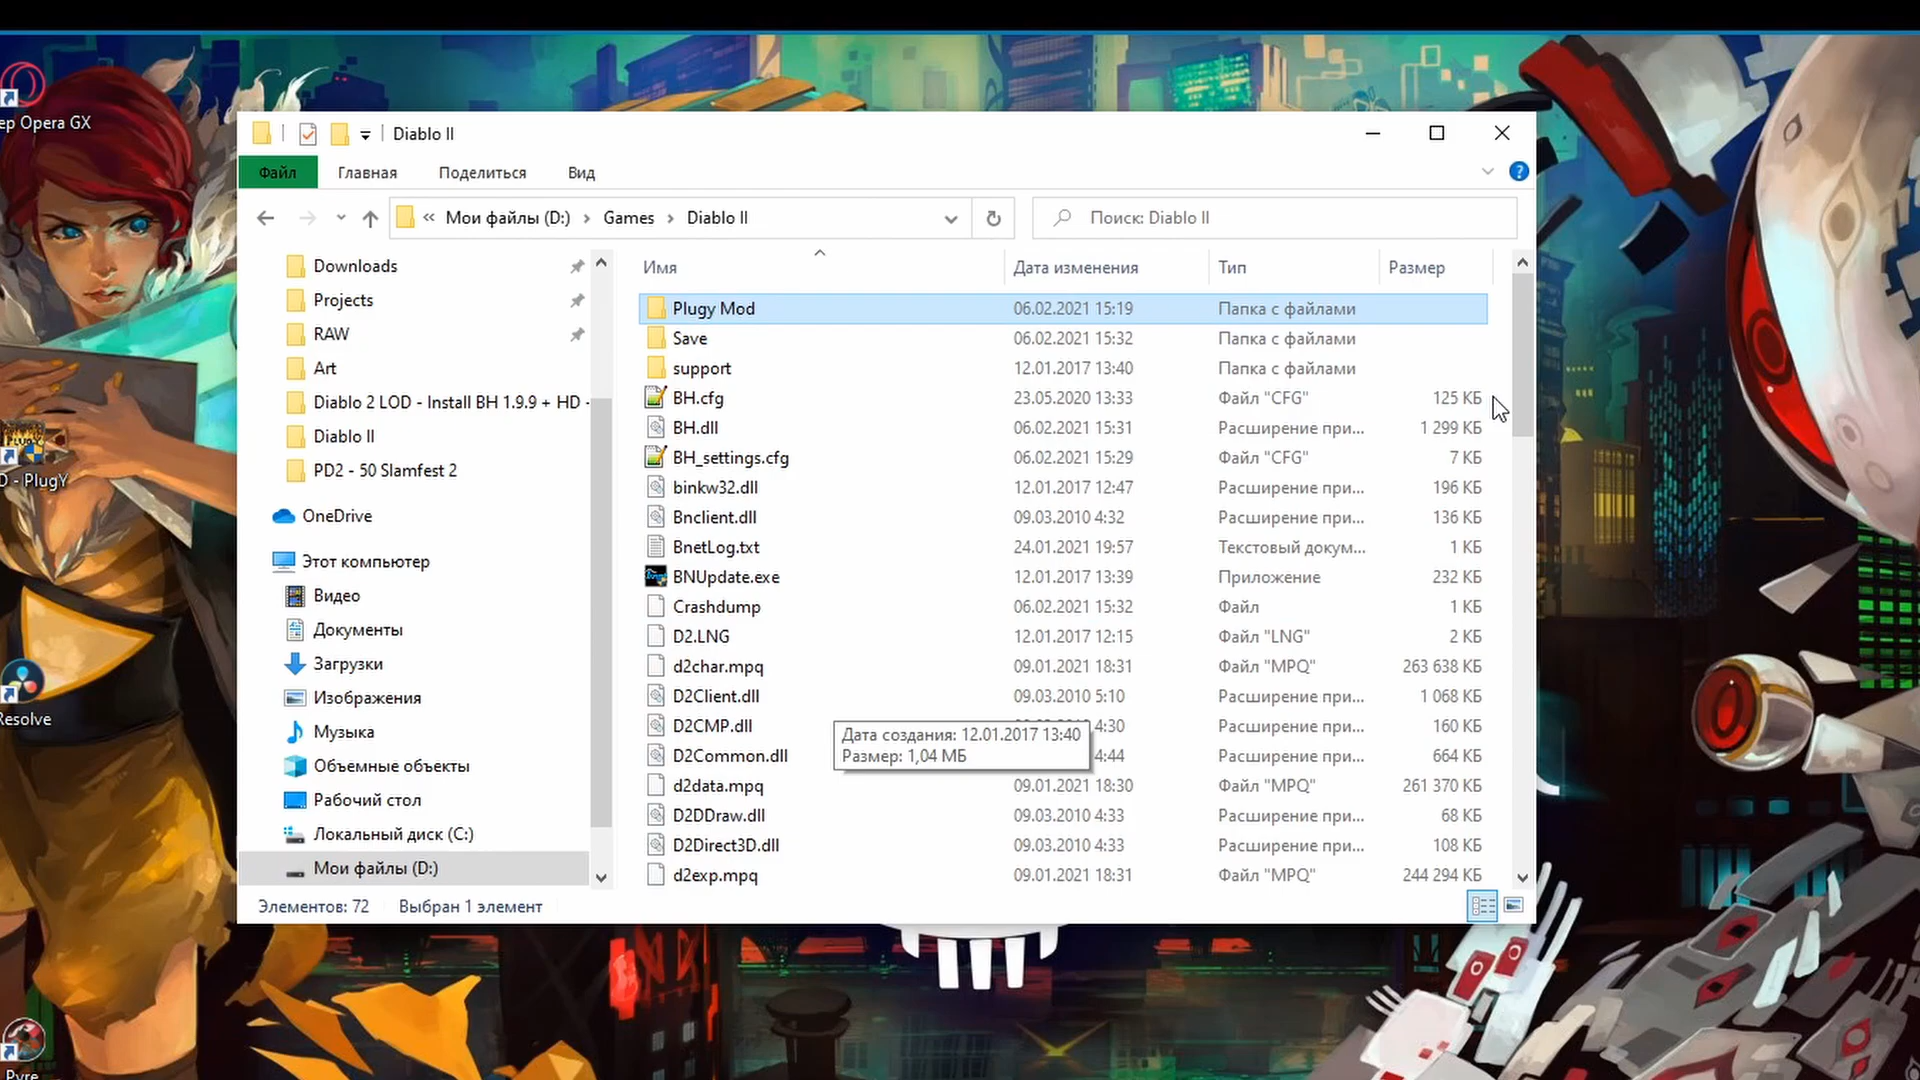 Diablo II
Файл Главная Поделиться Вид
« Мои файлы (D:) › Games › Diablo II
Поиск: Diablo II
Downloads
Projects
RAW
Art
Diablo 2 LOD - Install BH 1.9.9 + HD -
Diablo II
PD2 - 50 Slamfest 2
OneDrive
Этот компьютер
Видео
Документы
Загрузки
Изображения
Музыка
Объемные объекты
Рабочий стол
Локальный диск (C:)
Мои файлы (D:)
Имя Дата изменения Тип Размер
Plugy Mod 06.02.2021 15:19 Папка с файлами
Save 06.02.2021 15:32 Папка с файлами
support 12.01.2017 13:40 Папка с файлами
BH.cfg 23.05.2020 13:33 Файл "CFG" 125 КБ
BH.dll 06.02.2021 15:31 Расширение при... 1 299 КБ
BH_settings.cfg 06.02.2021 15:29 Файл "CFG" 7 КБ
binkw32.dll 12.01.2017 12:47 Расширение при... 196 КБ
Bnclient.dll 09.03.2010 4:32 Расширение при... 136 КБ
BnetLog.txt 24.01.2021 19:57 Текстовый докум... 1 КБ
BNUpdate.exe 12.01.2017 13:39 Приложение 232 КБ
Crashdump 06.02.2021 15:32 Файл 1 КБ
D2.LNG 12.01.2017 12:15 Файл "LNG" 2 КБ
d2char.mpq 09.01.2021 18:31 Файл "MPQ" 263 638 КБ
D2Client.dll 09.03.2010 5:10 Расширение при... 1 068 КБ
D2CMP.dll 4:30 Расширение при... 160 КБ
D2Common.dll 4:44 Расширение при... 664 КБ
d2data.mpq 09.01.2021 18:30 Файл "MPQ" 261 370 КБ
D2DDraw.dll 09.03.2010 4:33 Расширение при... 68 КБ
D2Direct3D.dll 09.03.2010 4:33 Расширение при... 108 КБ
d2exp.mpq 09.01.2021 18:31 Файл "MPQ" 244 294 КБ
Дата создания: 12.01.2017 13:40
Размер: 1,04 МБ
Элементов: 72 Выбран 1 элемент
ер Opera GX
D - PlugY
Resolve
Pyre